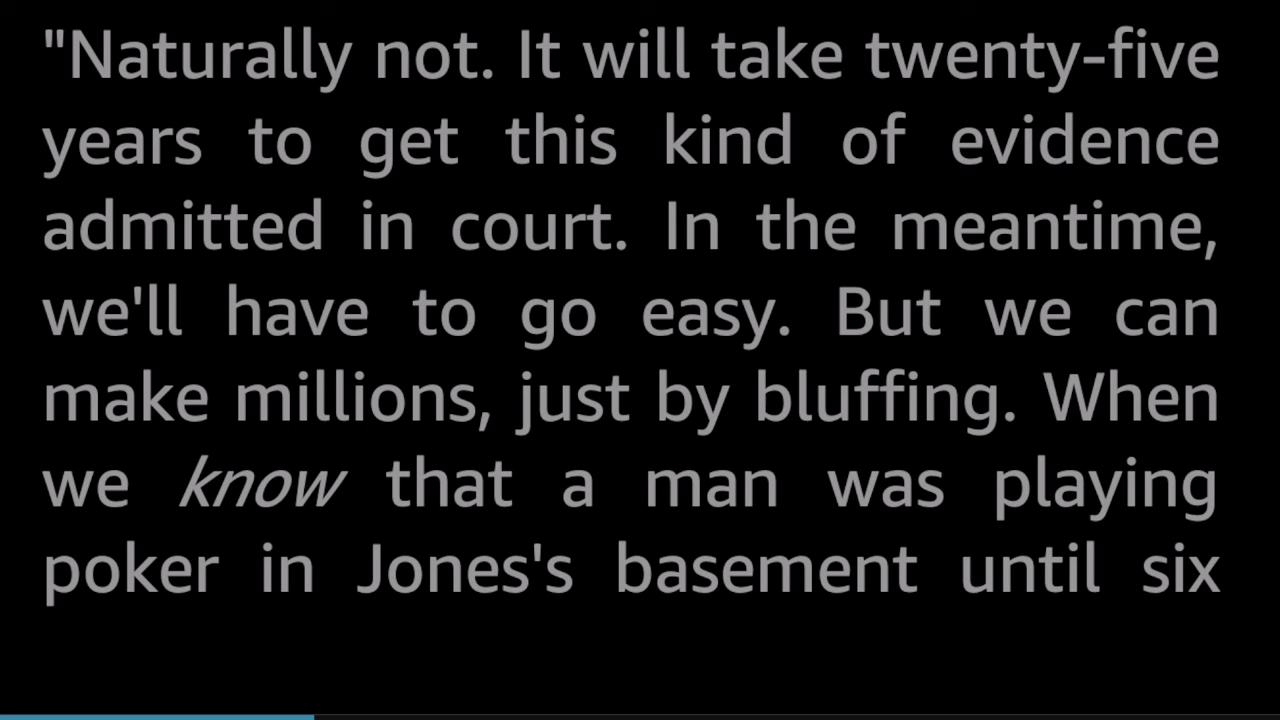 "Naturally not. It will take twenty-five
years to get this kind of evidence
admitted in court. In the meantime,
we'll have to go easy. But we can
make millions, just by bluffing. When
we know that a man was playing
poker in Jones's basement until six